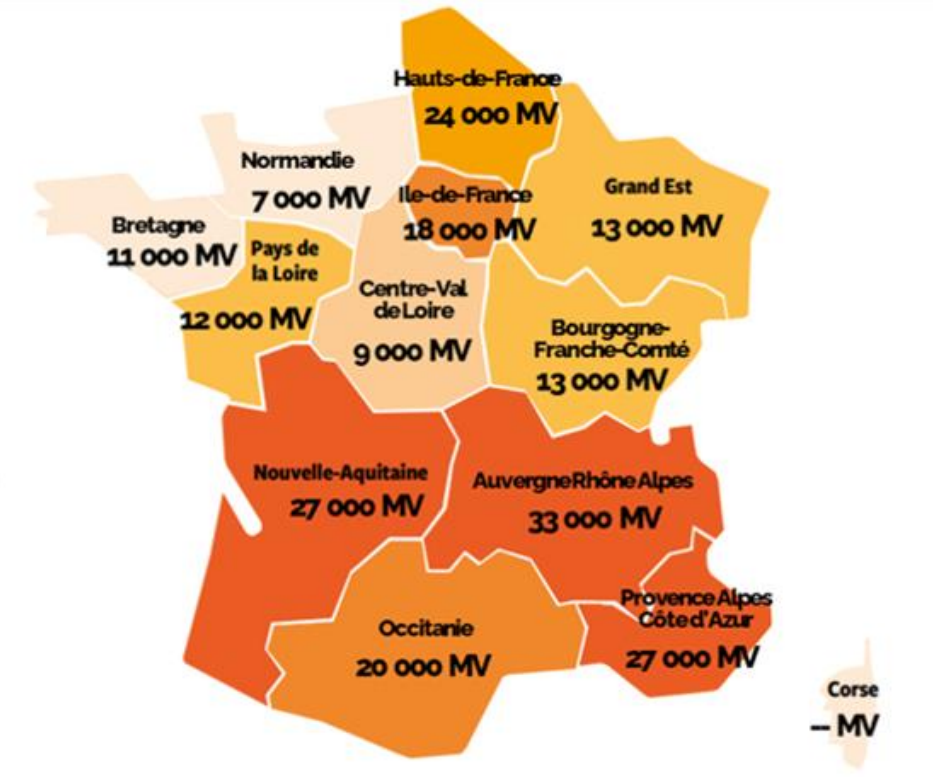 Hauts-de-France
24 000 MV
Normandie
7 000 MV
Ile-de-France
18 000 MV
Grand Est
13 000 MV
Bretagne
11 000 MV
Pays de
la Loire
12 000 MV
Centre-Val
de Loire
9 000 MV
Bourgogne-
Franche-Comté
13 000 MV
Nouvelle-Aquitaine
27 000 MV
Auvergne Rhône Alpes
33 000 MV
Provence Alpes
Côte d'Azur
27 000 MV
Occitanie
20 000 MV
Corse
-- MV